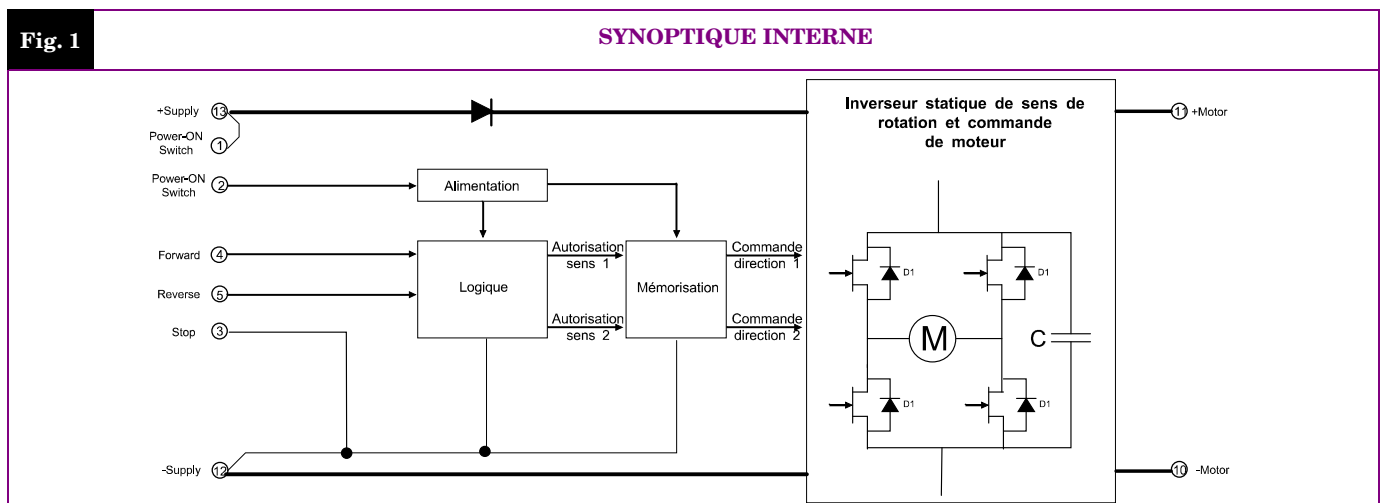 Fig. 1
SYNOPTIQUE INTERNE
+Supply 13
Power-ON
Switch 1
Power-ON
Switch 2
Forward 4
Reverse 5
Stop 3
-Supply 12
Alimentation
Logique
Autorisation
sens 1
Autorisation
sens 2
Mémorisation
Commande
direction 1
Commande
direction 2
Inverseur statique de sens de
rotation et commande
de moteur
D1
D1
M
C
D1
D1
11 +Motor
10 -Motor